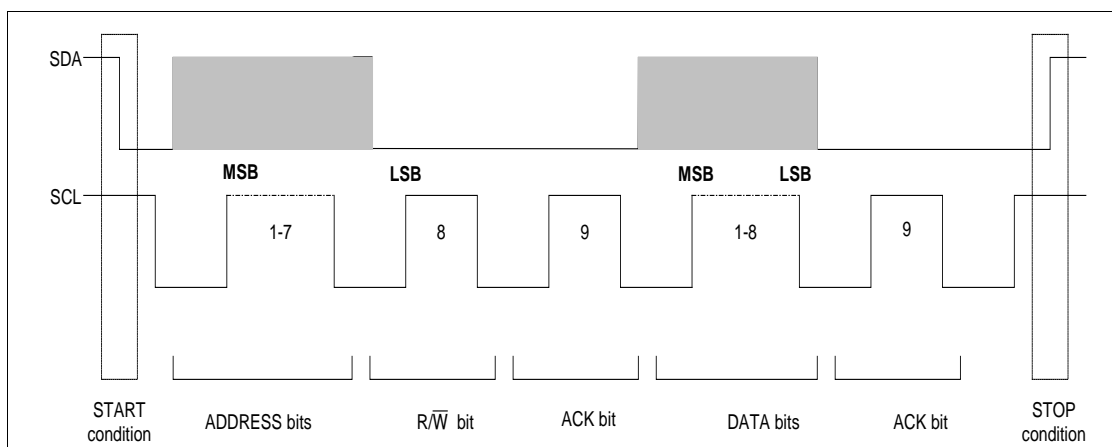 SDA
MSB LSB MSB LSB
SCL
1-7 8 9 1-8 9
START condition ADDRESS bits R/W̅ bit ACK bit DATA bits ACK bit STOP condition